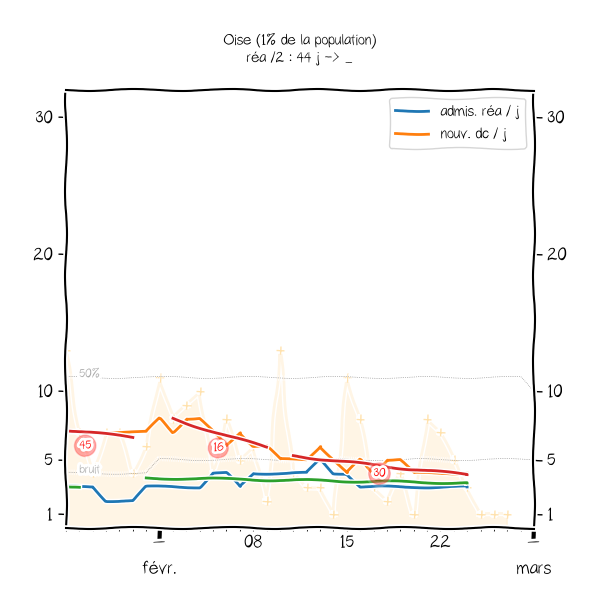 Oise (1% de la population)
réa /2 : 44 j -> _
admis. réa / j
nouv. dc / j
30
30
20
20
50%
10
10
45
16
30
5
5
bruit
1
1
08
15
22
févr.
mars